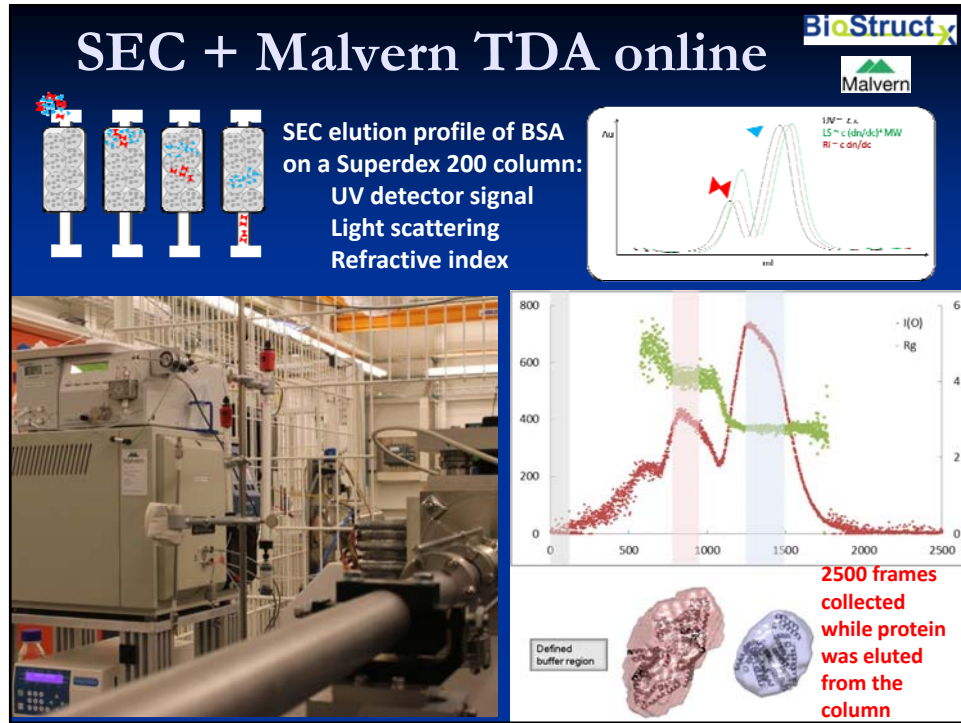 SEC + Malvern TDA online
BioStructx
Malvern
SEC elution profile of BSA
on a Superdex 200 column:
UV detector signal
Light scattering
Refractive index
Au
LS ~ c (dn/dc)² MW
RI ~ c dn/dc
ml
800
600
400
200
0
6
4
2
0
I(O)
Rg
0 500 1000 1500 2000 2500
Malvern
Defined
buffer region
2500 frames
collected
while protein
was eluted
from the
column